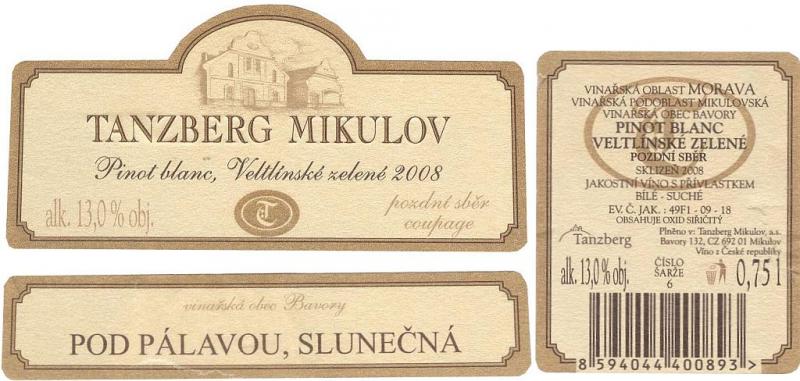 TANZBERG MIKULOV
Pinot blanc, Veltlínské zelené 2008
alk. 13,0 % obj.
T
pozdní sběr
coupage
vinařská obec Bavory
POD PÁLAVOU, SLUNEČNÁ
VINAŘSKÁ OBLAST MORAVA
VINAŘSKÁ PODOBLAST MIKULOVSKÁ
VINAŘSKÁ OBEC BAVORY
PINOT BLANC
VELTLÍNSKÉ ZELENÉ
POZDNÍ SBĚR
SKLIZEŇ 2008
JAKOSTNÍ VÍNO S PŘÍVLASTKEM
BÍLÉ - SUCHÉ
EV. Č. JAK. : 49F1 - 09 - 18
OBSAHUJE OXID SIŘIČITÝ
Tanzberg
Plněno v: Tanzberg Mikulov, a.s.
Bavory 132, CZ 692 01 Mikulov
Víno z České republiky
alk. 13,0 % obj.
ČÍSLO
ŠARŽE
6
0,75 l
8 594044 400893 >